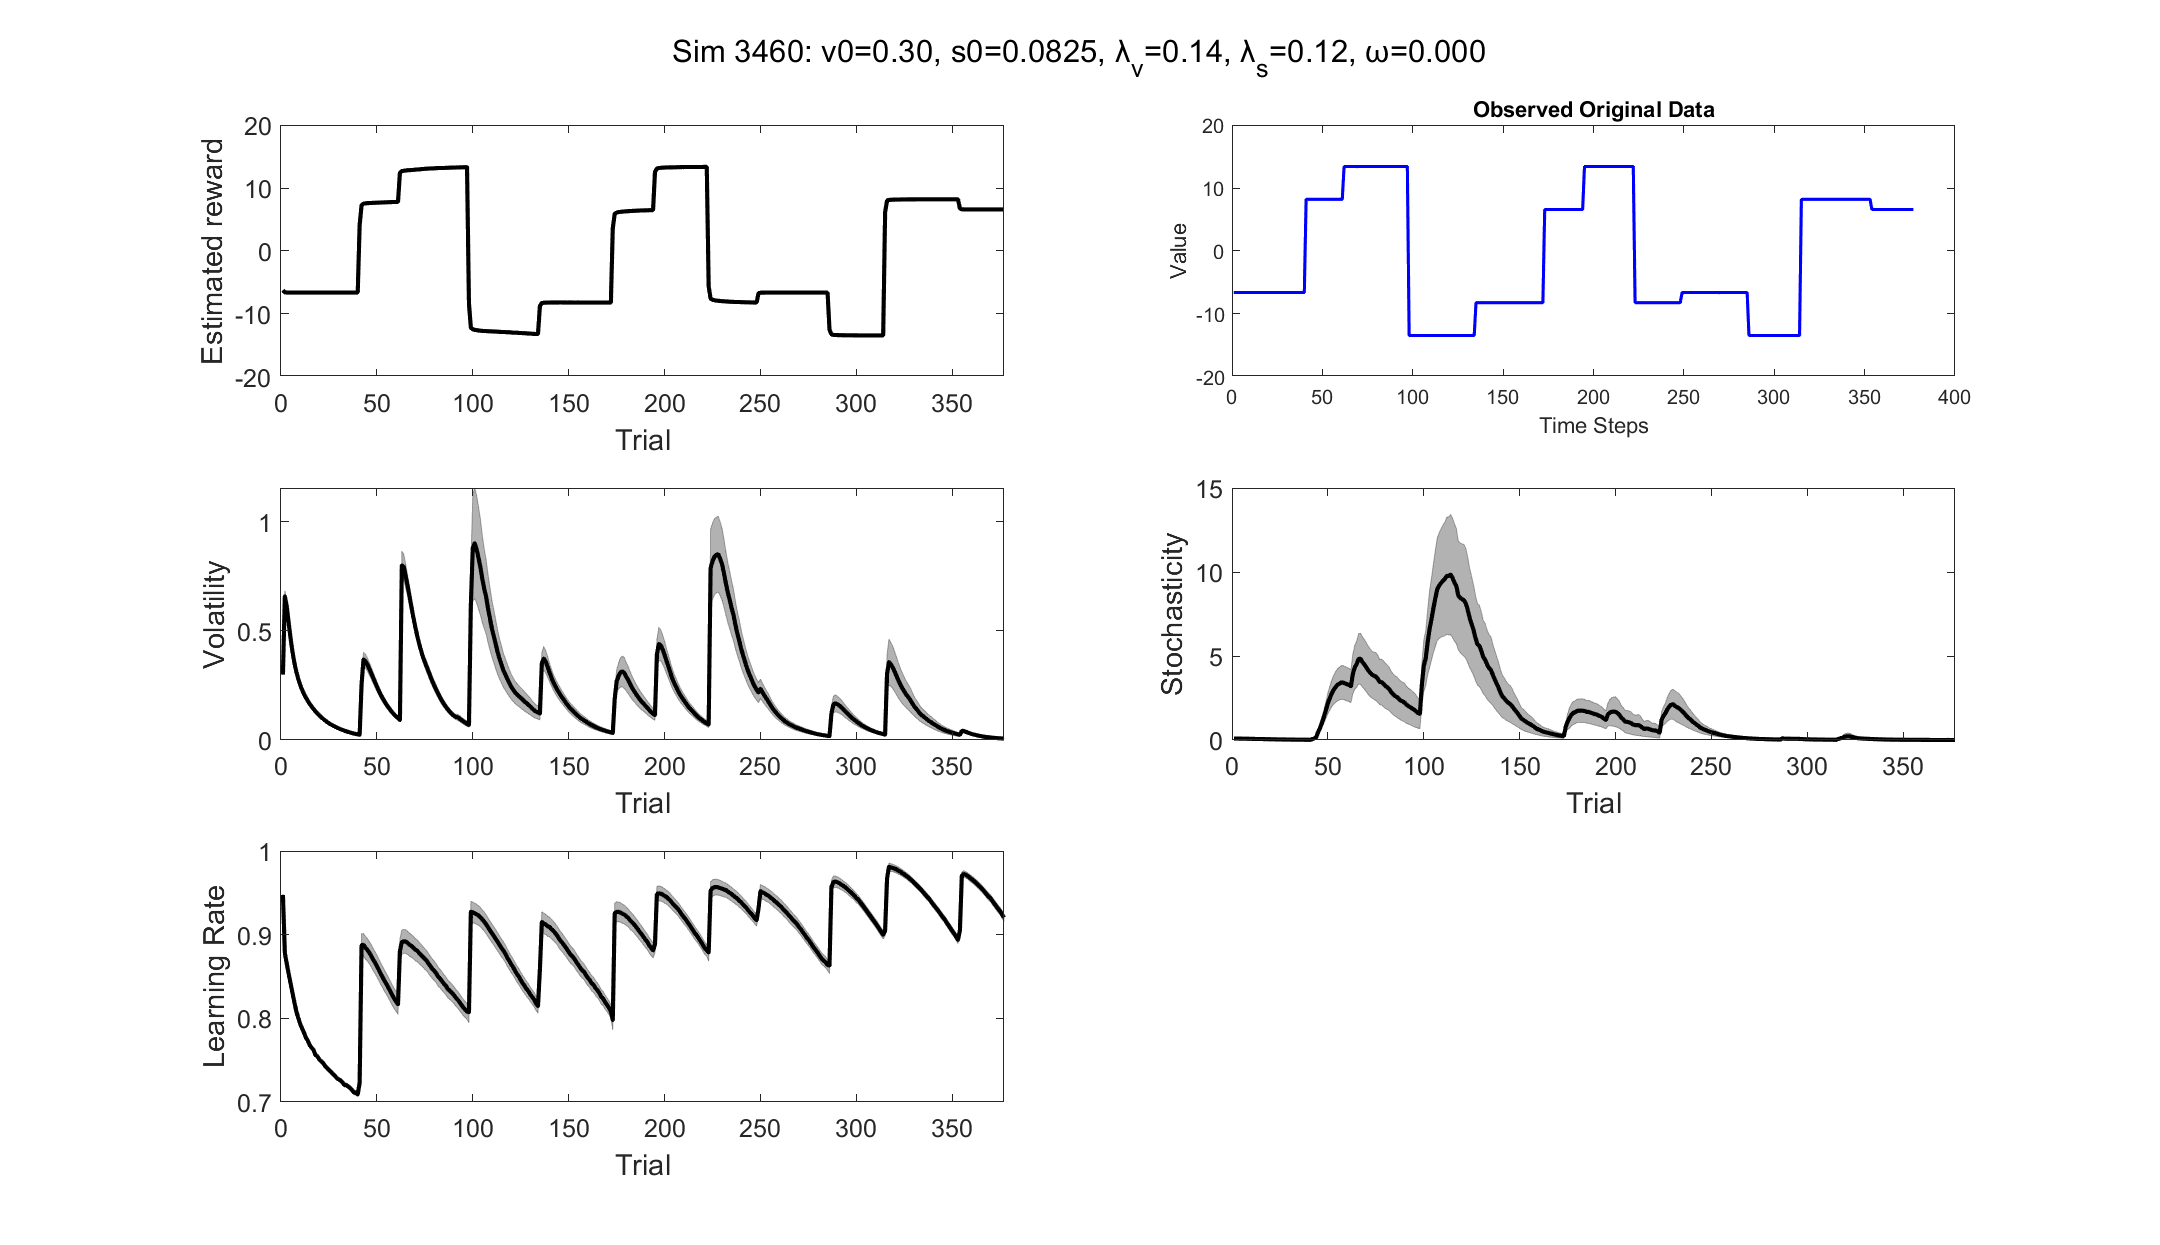 Sim 3460: v0=0.30, s0=0.0825, λv=0.14, λs=0.12, ω=0.000
Estimated reward
20
10
0
-10
-20
0 50 100 150 200 250 300 350
Trial
Observed Original Data
Value
20
10
0
-10
-20
0 50 100 150 200 250 300 350 400
Time Steps
Volatility
1
0.5
0
0 50 100 150 200 250 300 350
Trial
Stochasticity
15
10
5
0
0 50 100 150 200 250 300 350
Trial
Learning Rate
1
0.9
0.8
0.7
0 50 100 150 200 250 300 350
Trial